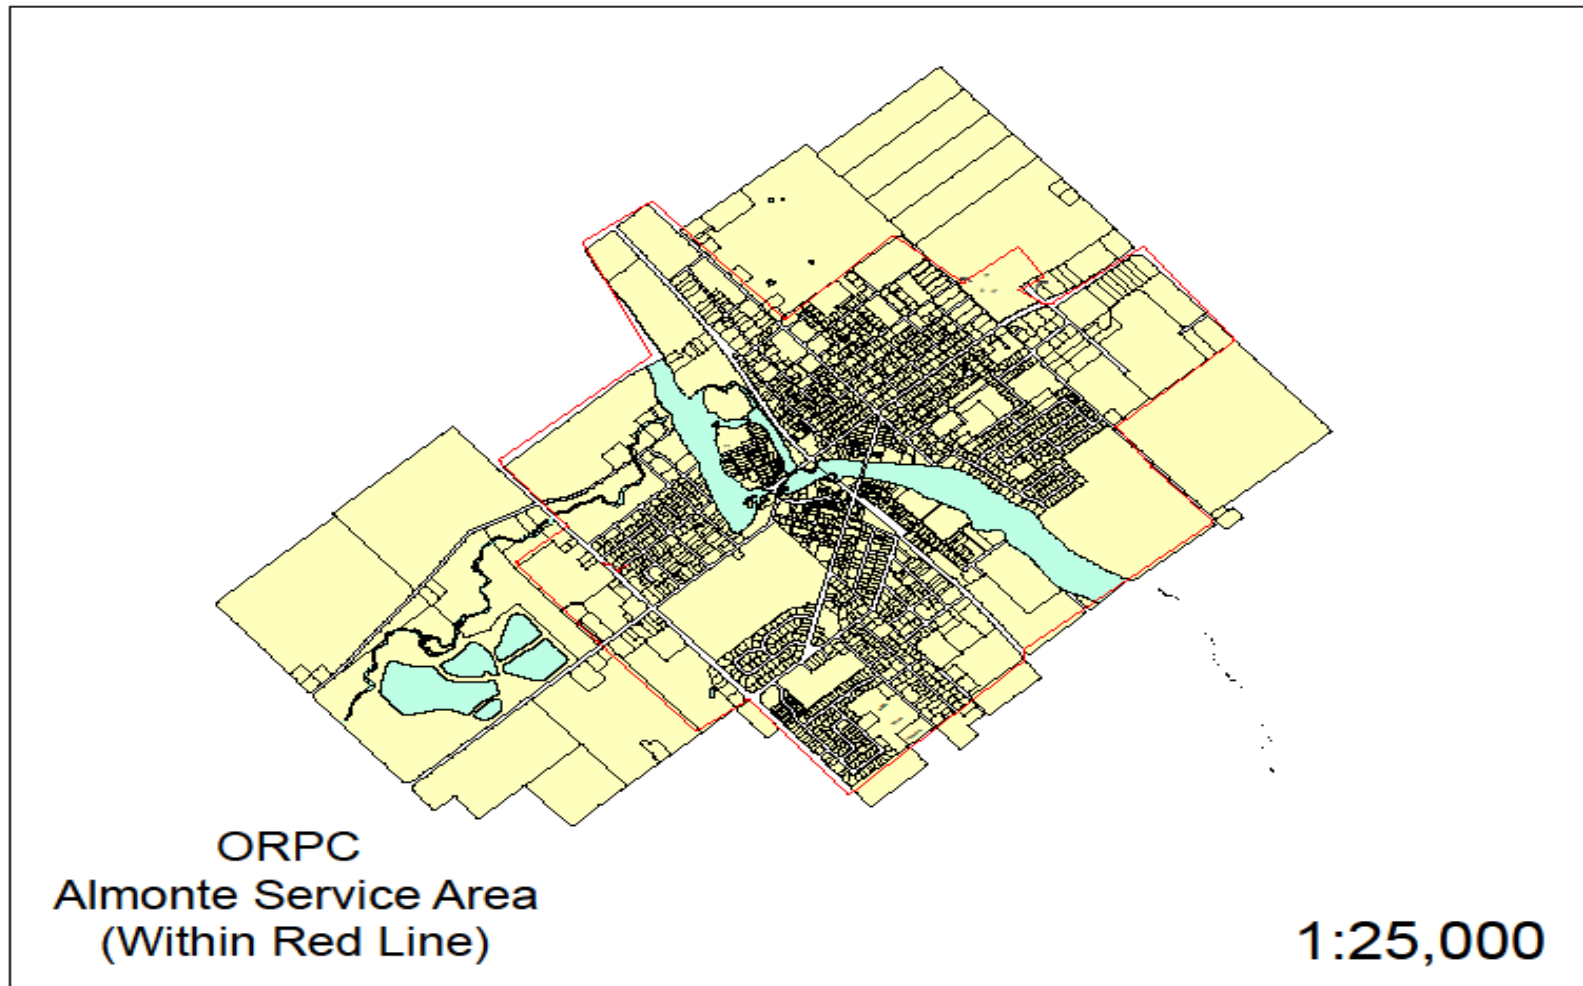 ORPC
Almonte Service Area
(Within Red Line)
1:25,000